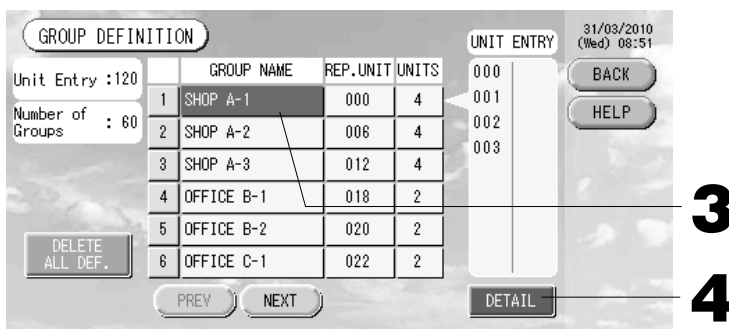 GROUP DEFINITION
UNIT ENTRY
31/03/2010
(Wed) 08:51
Unit Entry :120
Number of
Groups : 60
GROUP NAME REP.UNIT UNITS
1 SHOP A-1 000 4
2 SHOP A-2 006 4
3 SHOP A-3 012 4
4 OFFICE B-1 018 2
5 OFFICE B-2 020 2
6 OFFICE C-1 022 2
000
001
002
003
BACK
HELP
DELETE
ALL DEF.
PREV NEXT
DETAIL
3
4